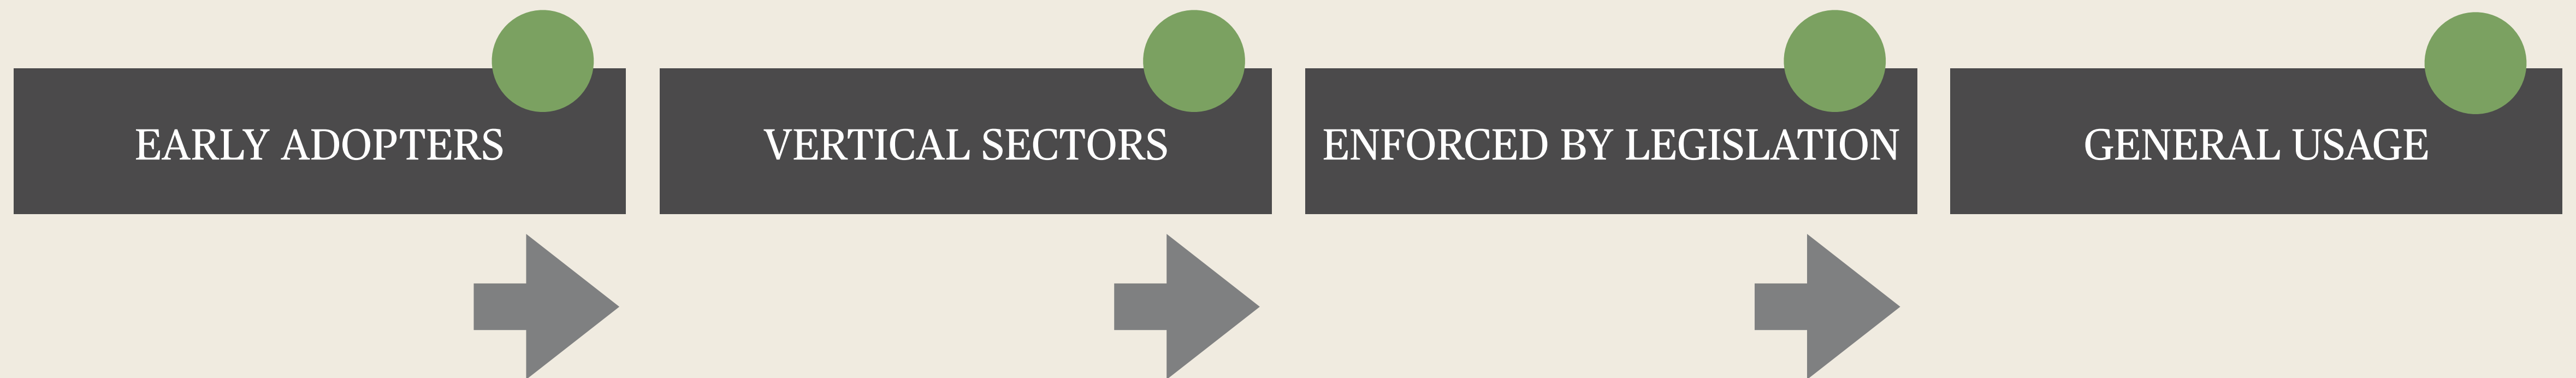 EARLY ADOPTERS
VERTICAL SECTORS
ENFORCED BY LEGISLATION
GENERAL USAGE